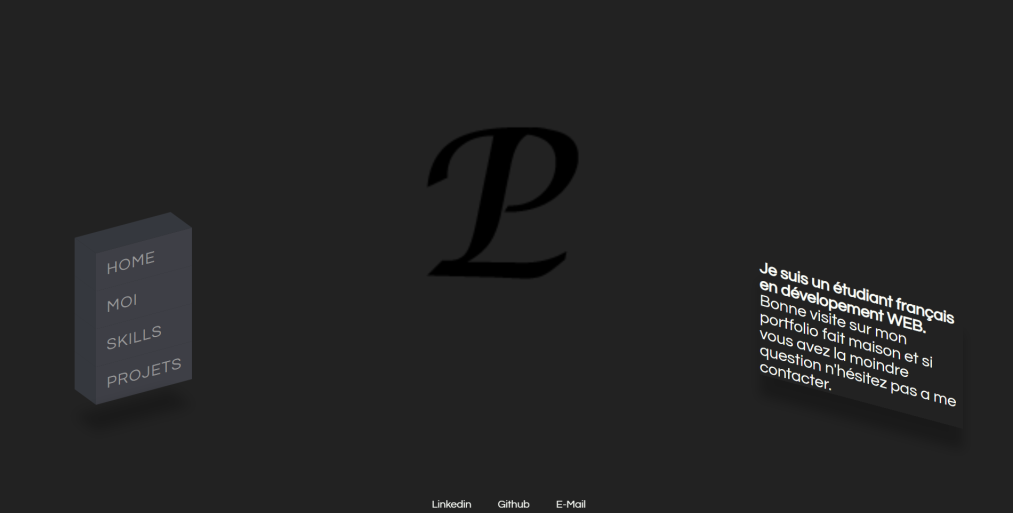 HOME
MOI
SKILLS
PROJETS
PL
Je suis un étudiant français
en dévelopement WEB.
Bonne visite sur mon
portfolio fait maison et si
vous avez la moindre
question n'hésitez pas a me
contacter.
Linkedin Github E-Mail